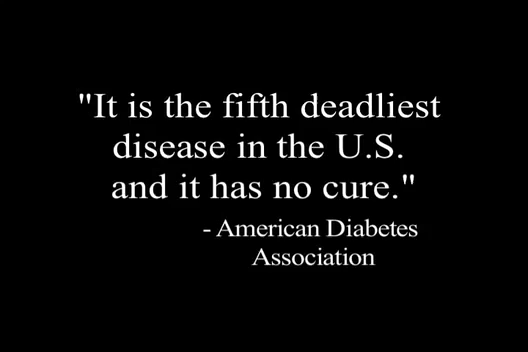 "It is the fifth deadliest
disease in the U.S.
and it has no cure."
- American Diabetes
Association